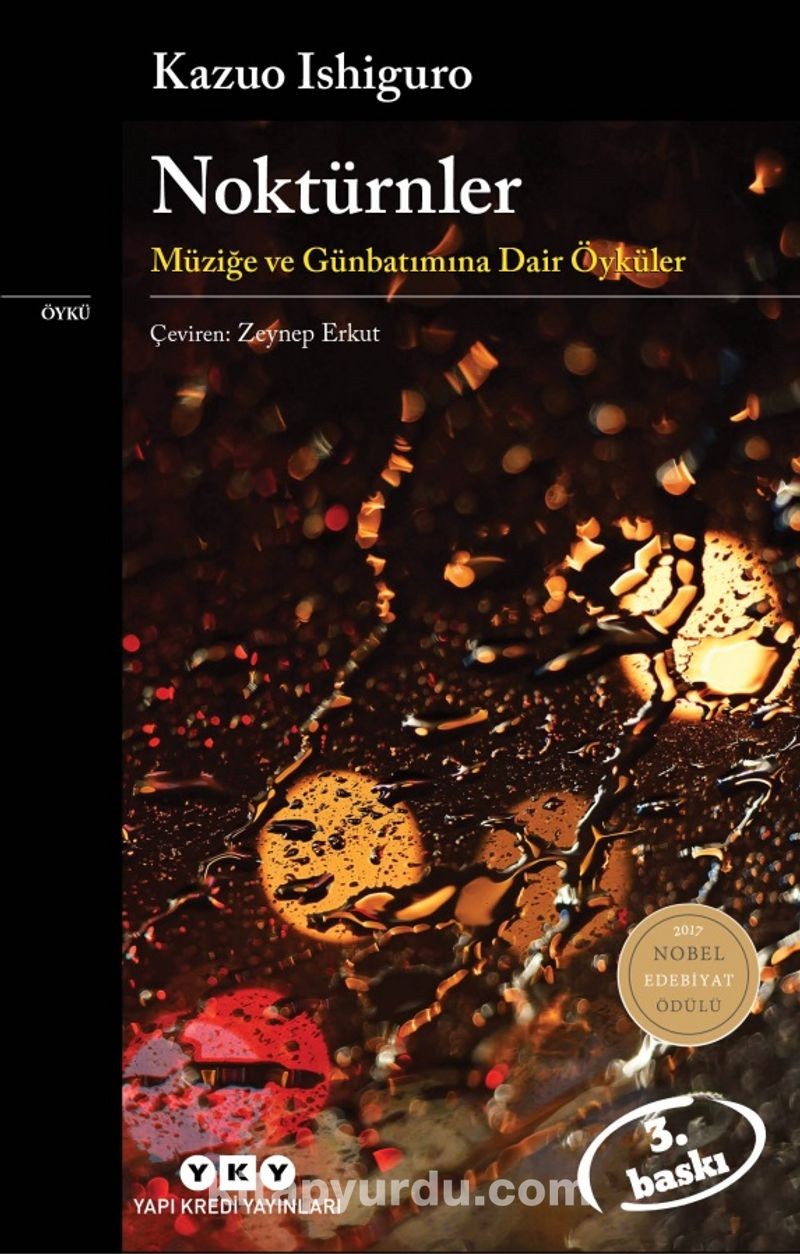 Kazuo Ishiguro
Noktürnler
Müziğe ve Günbatımına Dair Öyküler
ÖYKÜ
Çeviren: Zeynep Erkut
2017
NOBEL
EDEBİYAT
ÖDÜLÜ
3.
baskı
YKY
YAPI KREDİ YAYINLARI
kitapyurdu.com